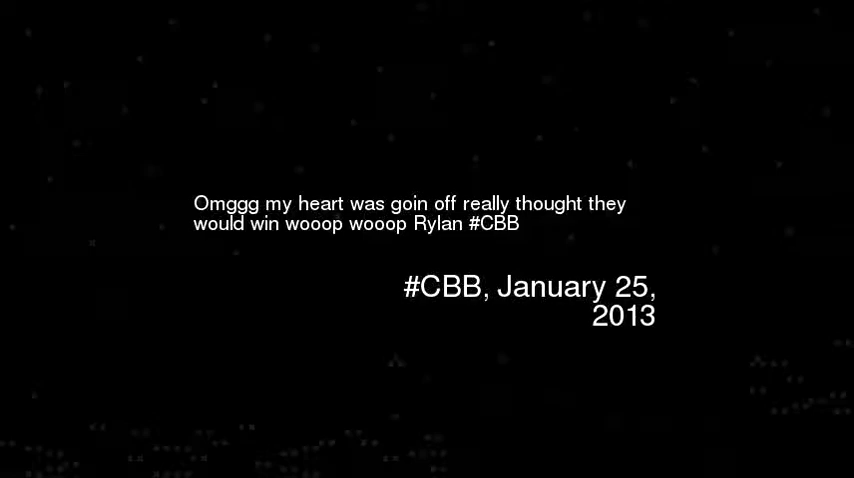 Omggg my heart was goin off really thought they
would win wooop wooop Rylan #CBB
#CBB, January 25,
2013